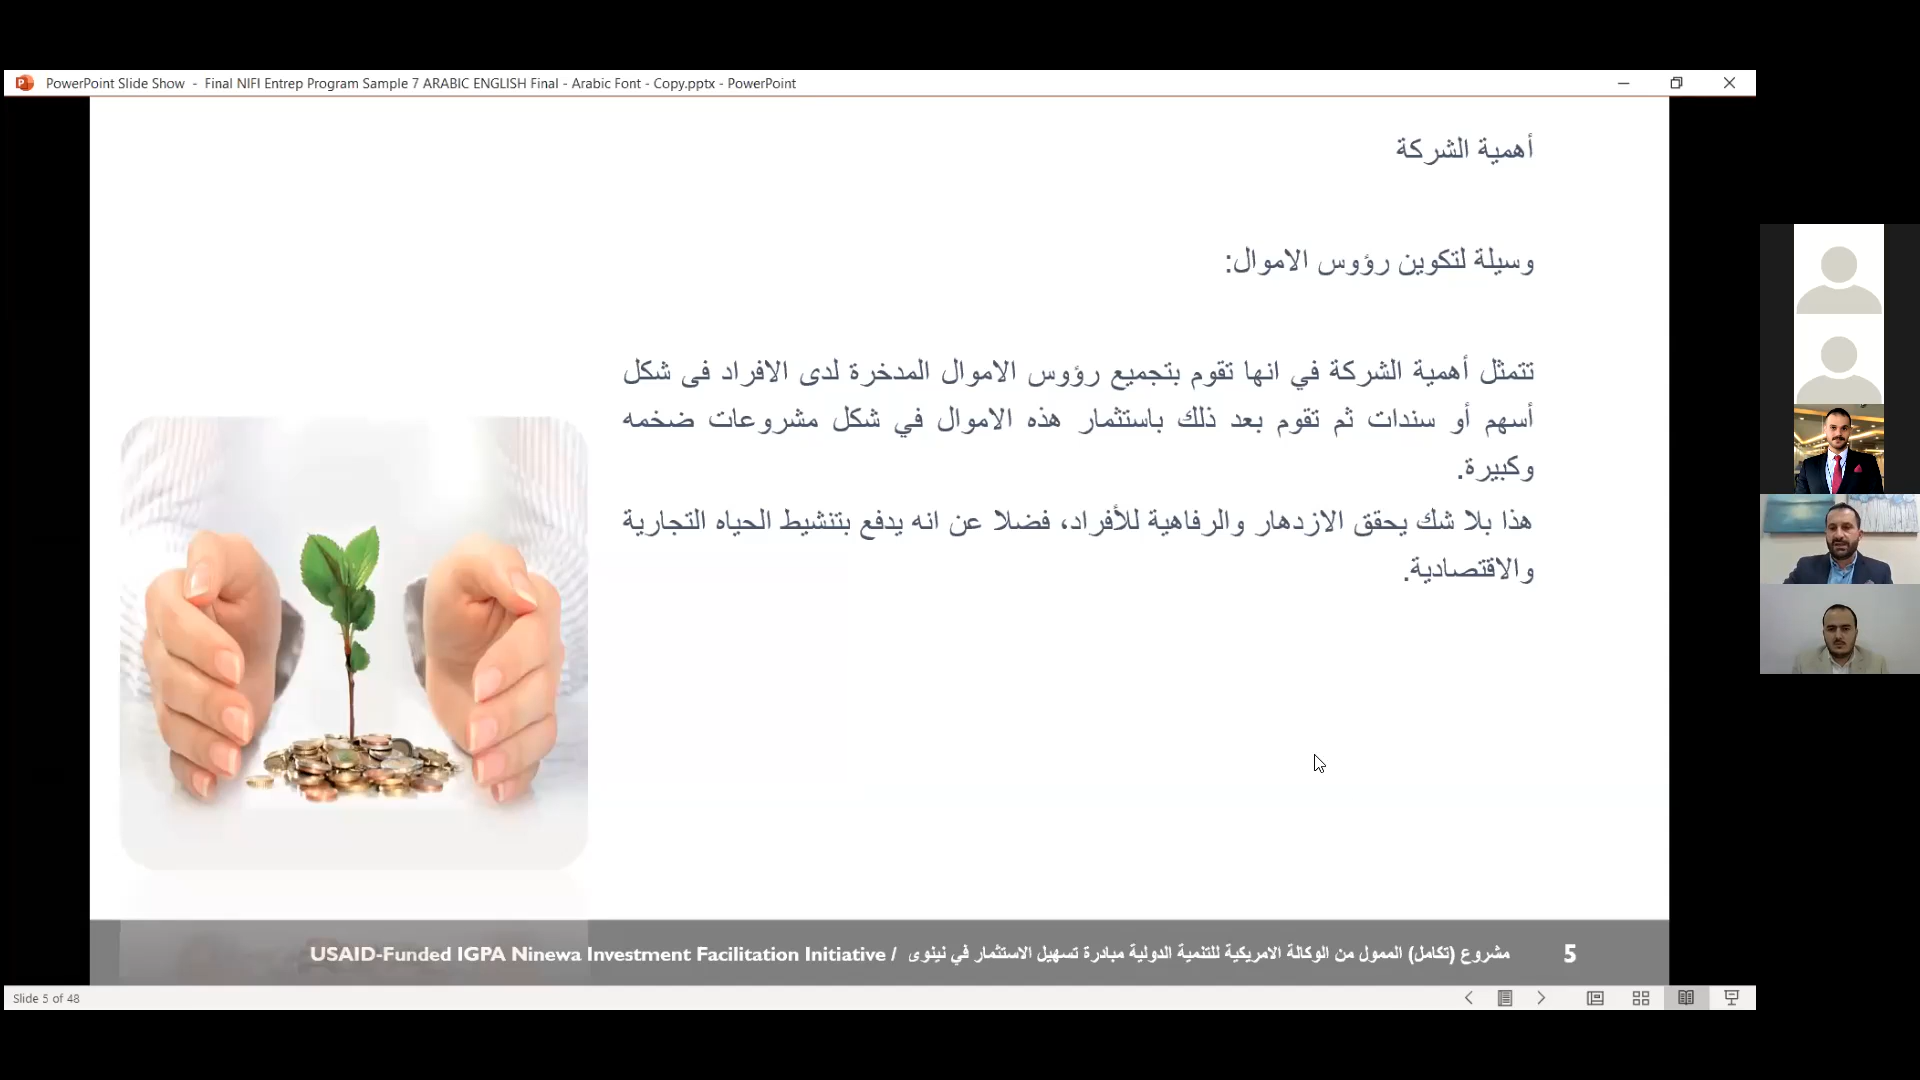 PowerPoint Slide Show - Final NIFI Entrep Program Sample 7 ARABIC ENGLISH Final - Arabic Font - Copy.pptx - PowerPoint
أهمية الشركة
وسيلة لتكوين رؤوس الاموال:
تتمثل أهمية الشركة في انها تقوم بتجميع رؤوس الاموال المدخرة لدى الافراد فى شكل
أسهم أو سندات ثم تقوم بعد ذلك باستثمار هذه الاموال في شكل مشروعات ضخمه
وكبيرة.
هذا بلا شك يحقق الازدهار والرفاهية للأفراد، فضلا عن انه يدفع بتنشيط الحياه التجارية
والاقتصادية.
مشروع (تكامل) الممول من الوكالة الامريكية للتنمية الدولية مبادرة تسهيل الاستثمار في نينوى / USAID-Funded IGPA Ninewa Investment Facilitation Initiative
5
Slide 5 of 48